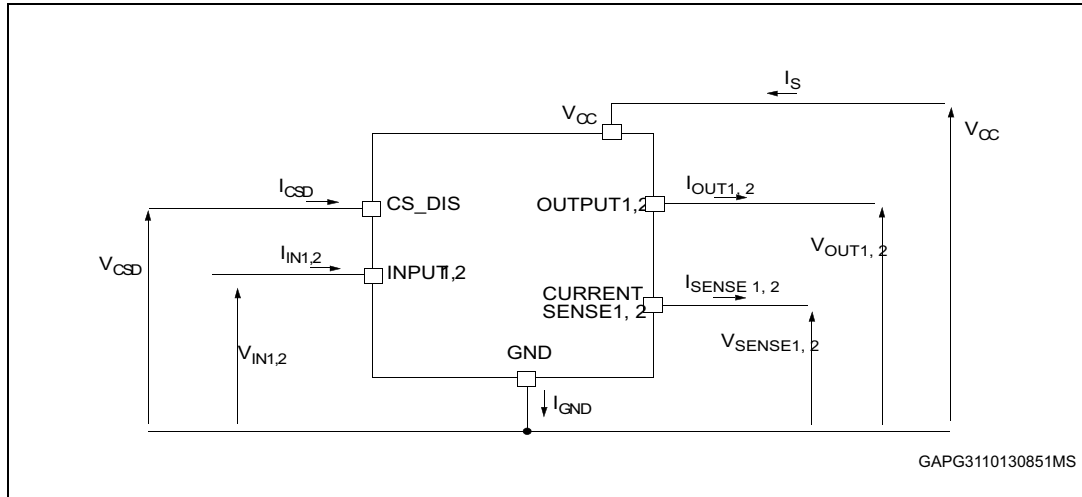 I_S
V_CC
V_CC
I_CSD
CS_DIS
OUTPUT1,2
I_OUT1, 2
V_CSD
I_IN1,2
INPUT1,2
V_OUT1, 2
CURRENT
SENSE1, 2
I_SENSE 1, 2
V_IN1,2
GND
V_SENSE1, 2
I_GND
GAPG3110130851MS